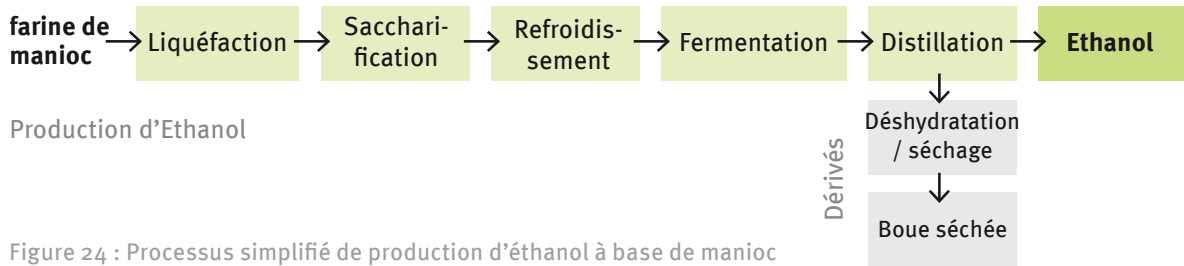 farine de
manioc
Liquéfaction
Ácchari-
fication
Refroidis-
sement
Fermentation
Distillation
Ethanol
Production d’Ethanol
Déshydratation
/ séchage
Dérivés
Boue séchée
Figure 24 : Processus simplifié de production d’éthanol à base de manioc